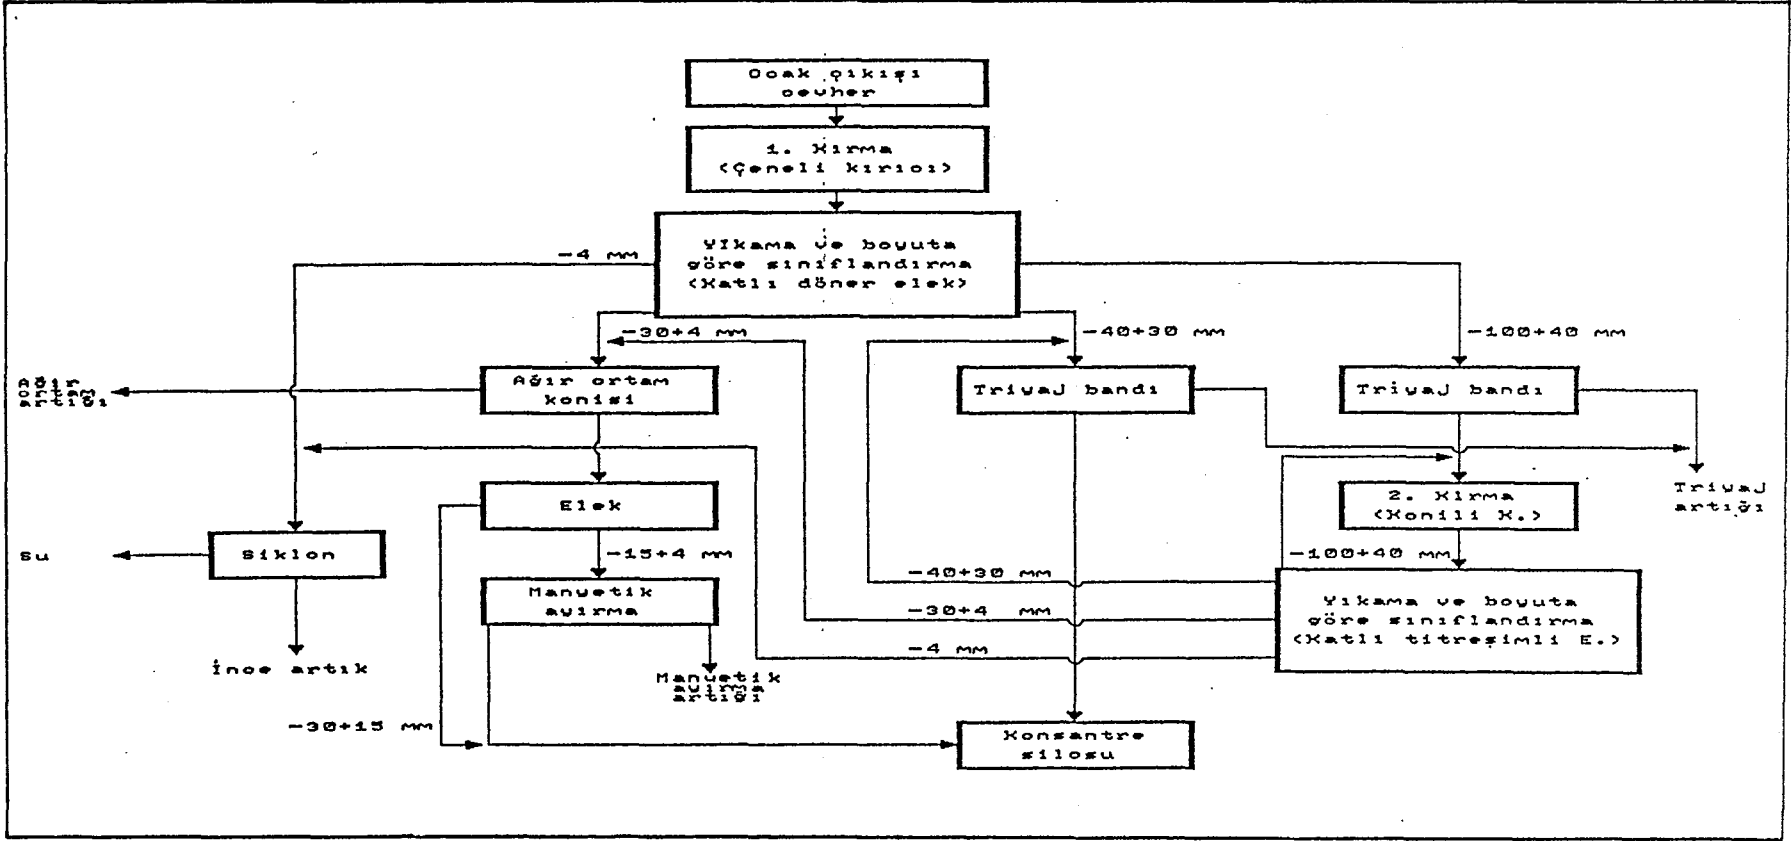 Ocak çıkışı
cevher
1. Kırma
(Çeneli kırıcı)
Yıkama ve boyuta
göre sınıflandırma
(Katlı döner elek)
-4 mm
-30+4 mm
-40+30 mm
-100+40 mm
Ağır
ortam
artığı
Ağır ortam
konisi
Triyaj bandı
Triyaj bandı
Elek
2. Kırma
(Konili K.)
Triyaj
artığı
Su
Siklon
-15+4 mm
-100+40 mm
-40+30 mm
Manyetik
ayırma
-30+4 mm
Yıkama ve boyuta
göre sınıflandırma
(Katlı titreşimli E.)
-4 mm
İnce artık
Manyetik
ayırma
artığı
-30+15 mm
Konsantre
silosu